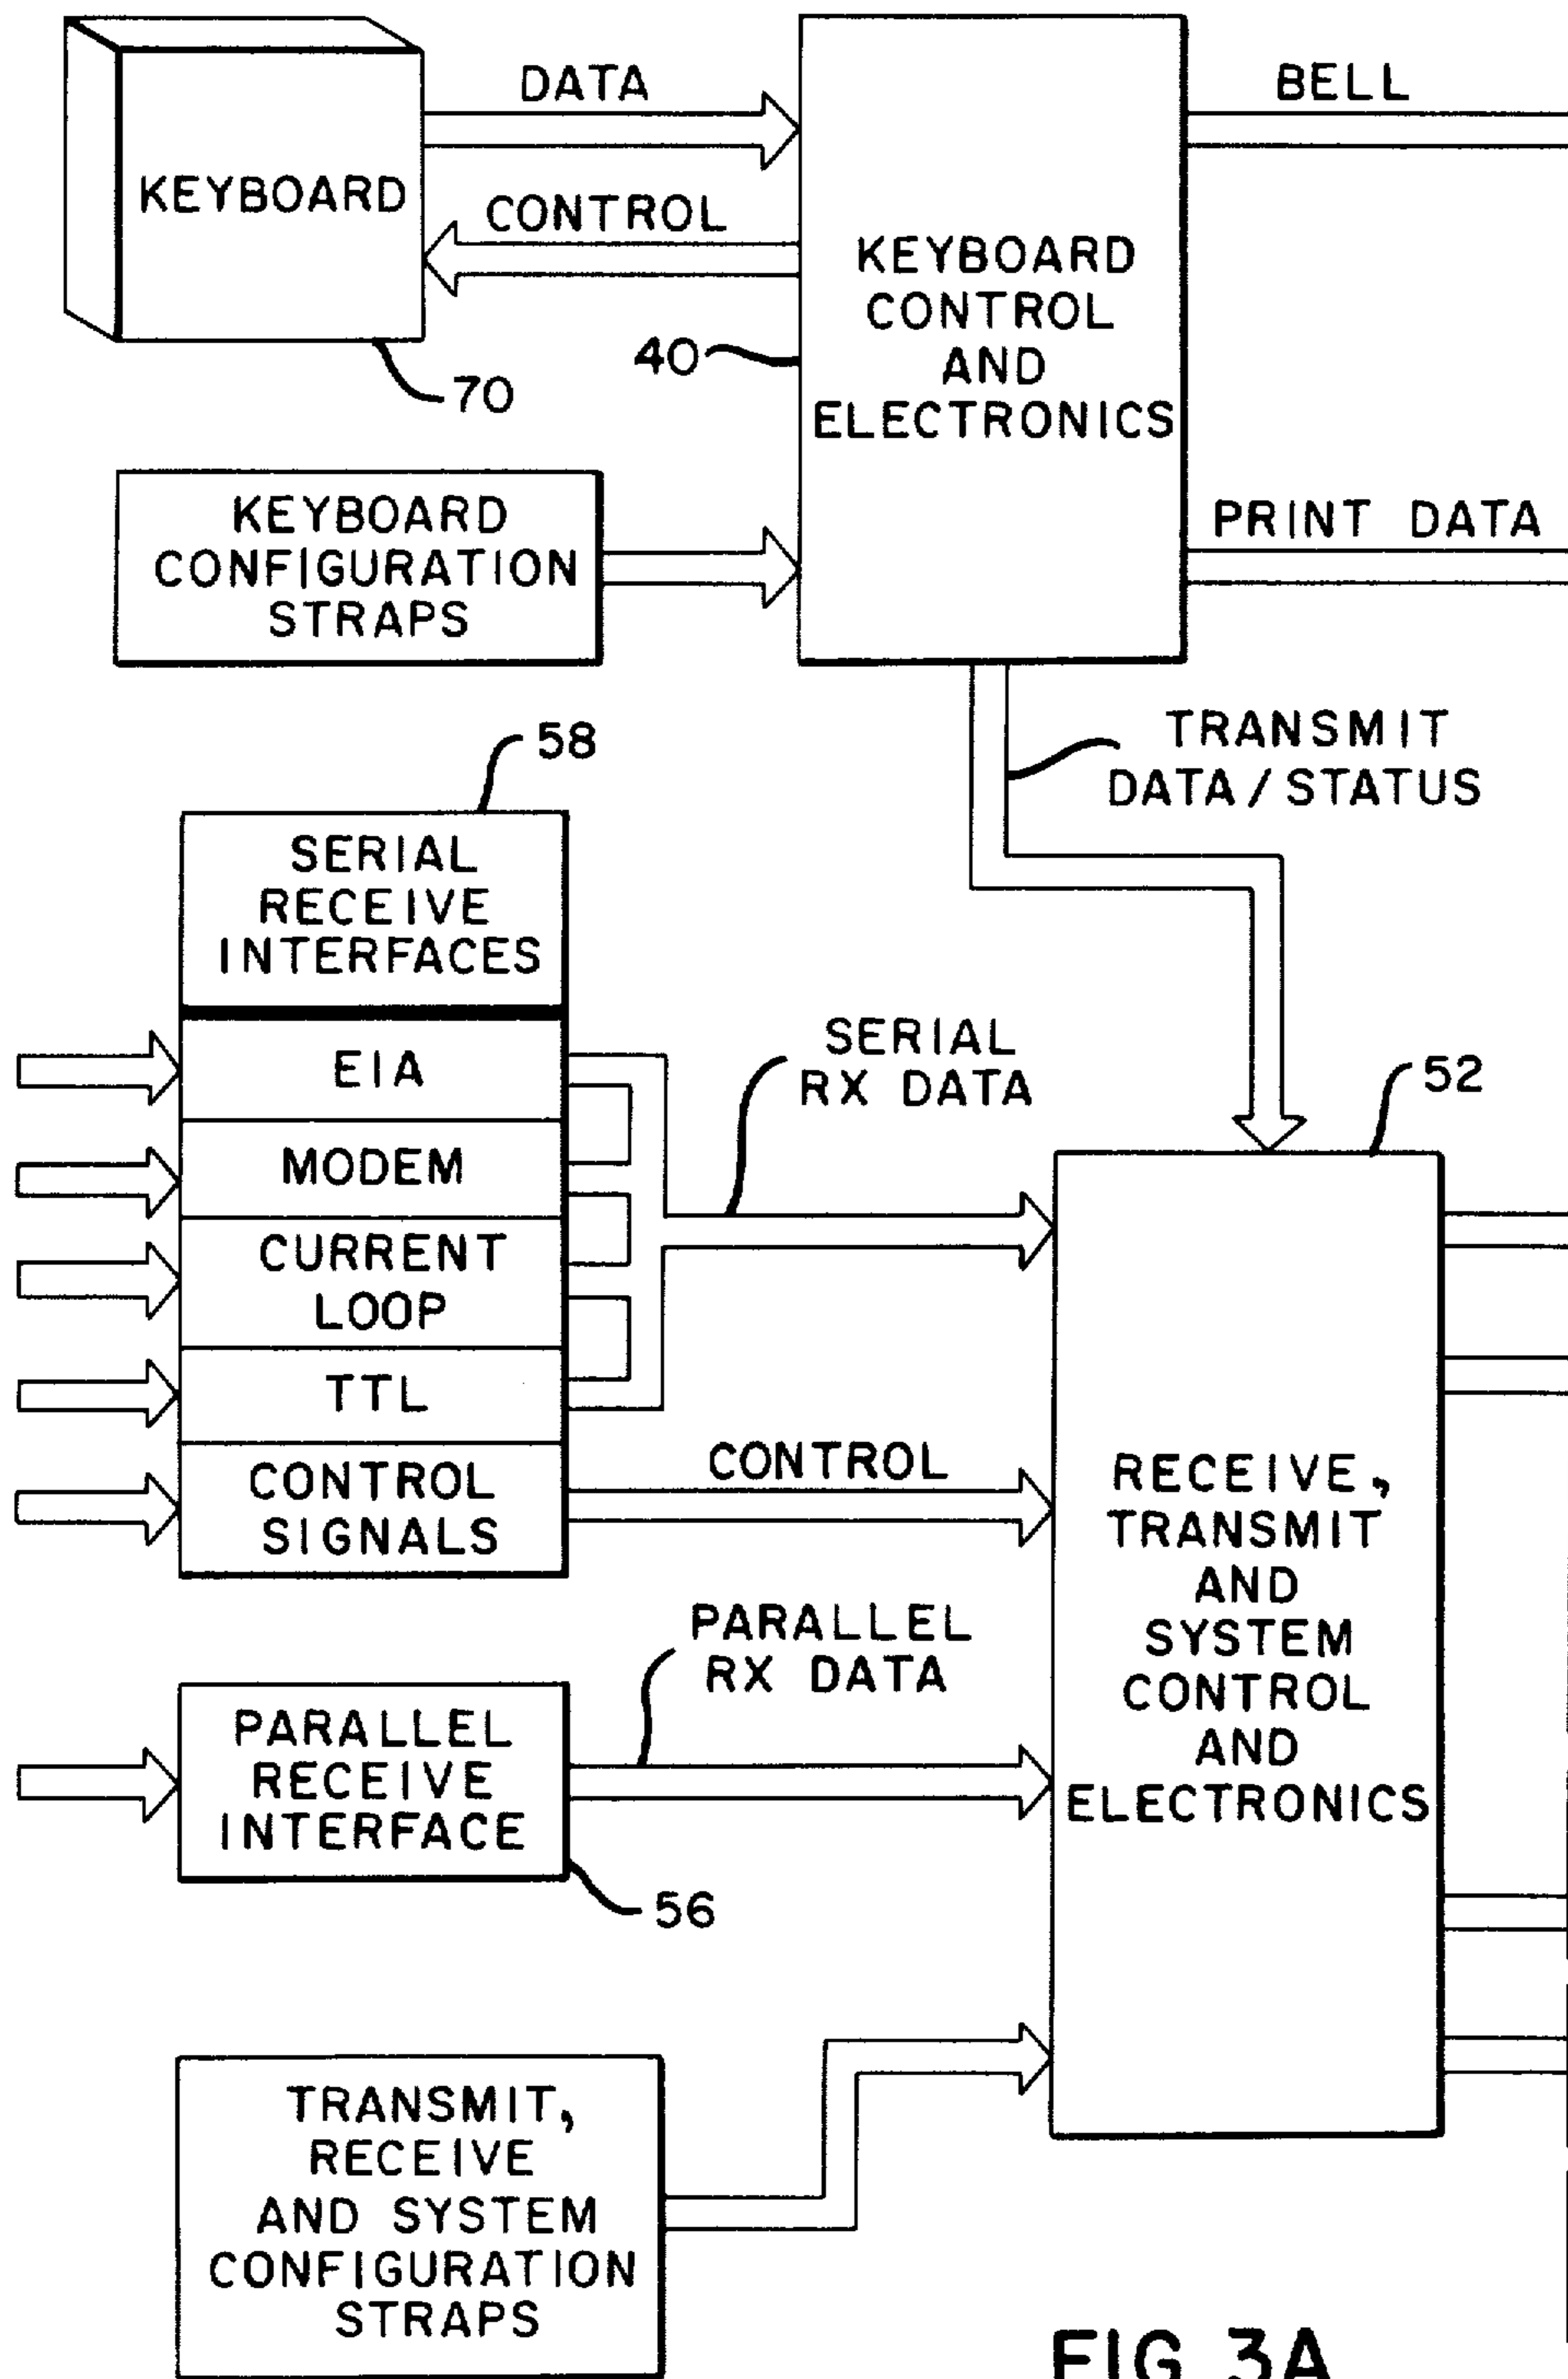 DATA
BELL
KEYBOARD
CONTROL
KEYBOARD
CONTROL
AND
ELECTRONICS
40
70
KEYBOARD
CONFIGURATION
STRAPS
PRINT DATA
TRANSMIT
DATA/STATUS
58
SERIAL
RECEIVE
INTERFACES
EIA
MODEM
CURRENT
LOOP
TTL
CONTROL
SIGNALS
SERIAL
RX DATA
52
CONTROL
RECEIVE,
TRANSMIT
AND
SYSTEM
CONTROL
AND
ELECTRONICS
PARALLEL
RX DATA
PARALLEL
RECEIVE
INTERFACE
56
TRANSMIT,
RECEIVE
AND SYSTEM
CONFIGURATION
STRAPS
FIG 3A